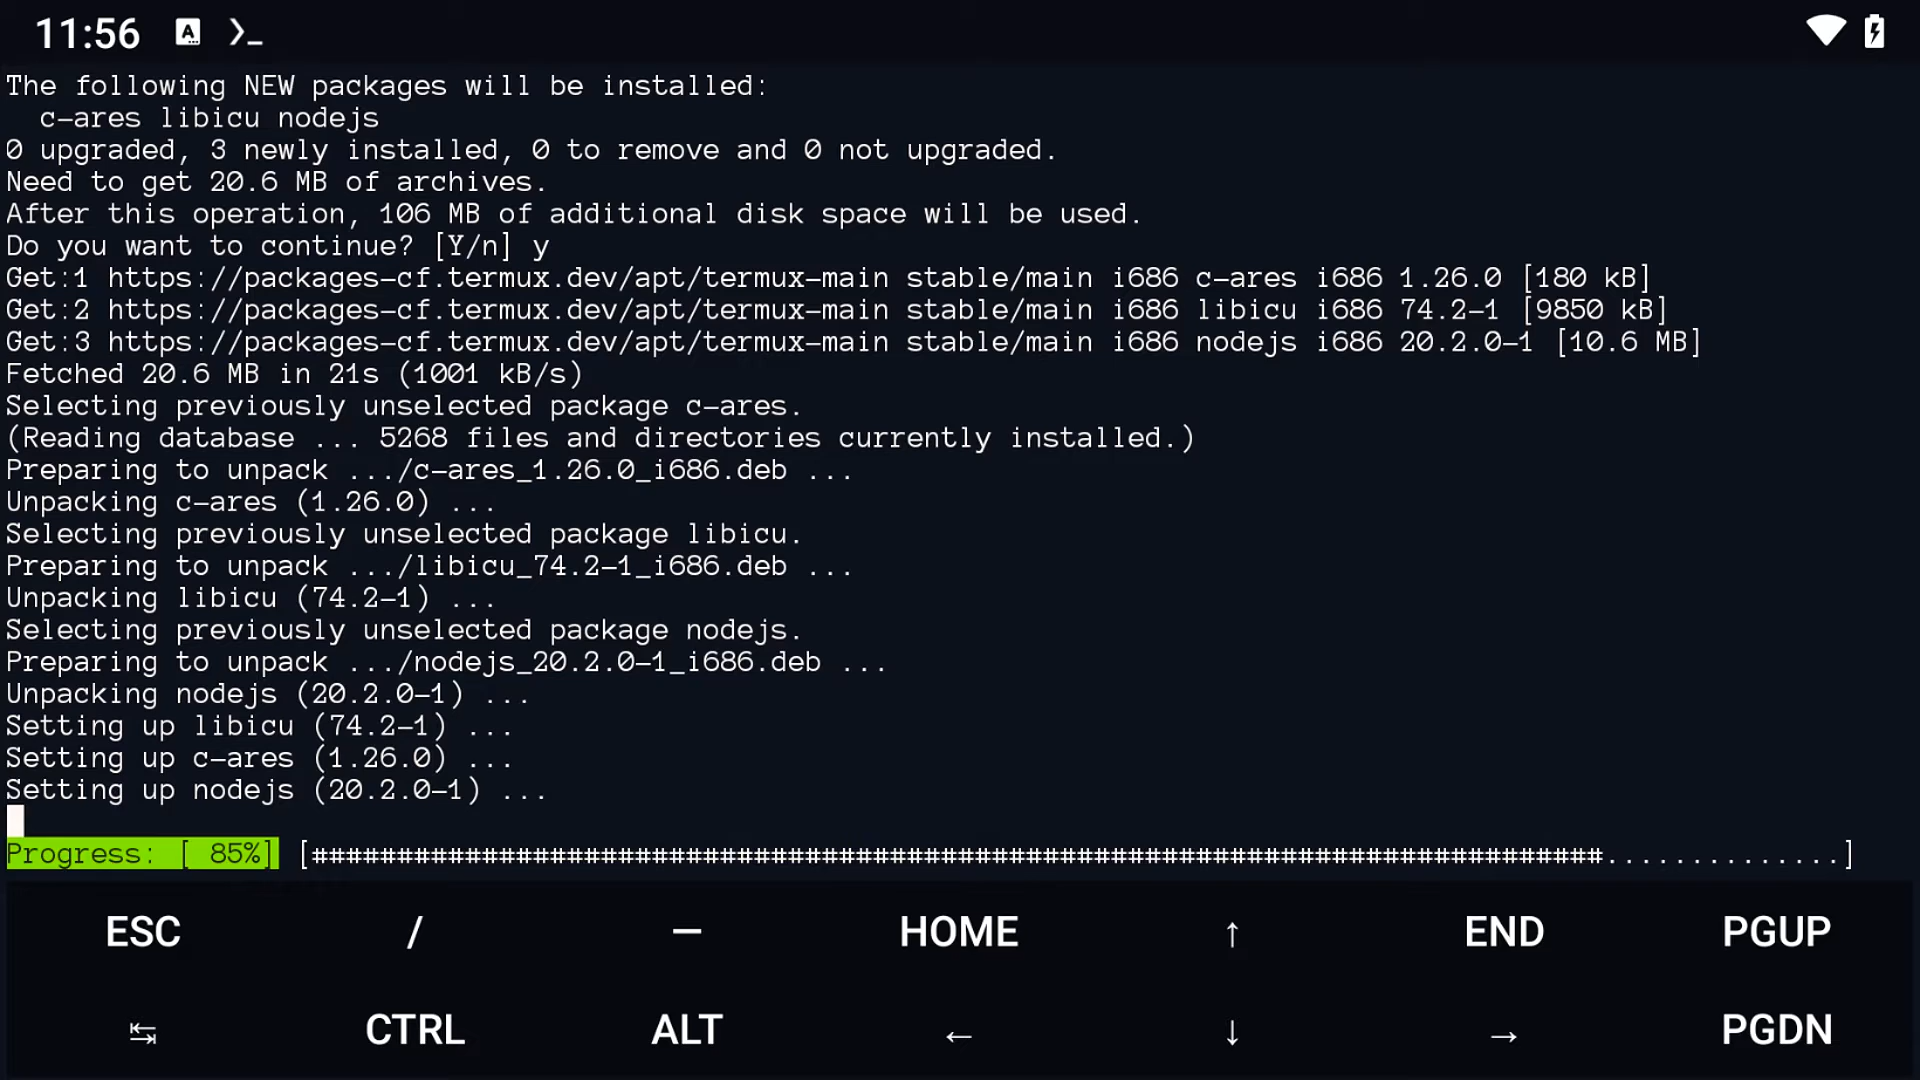 11:56 A >_
The following NEW packages will be installed:
  c-ares libicu nodejs
0 upgraded, 3 newly installed, 0 to remove and 0 not upgraded.
Need to get 20.6 MB of archives.
After this operation, 106 MB of additional disk space will be used.
Do you want to continue? [Y/n] y
Get:1 https://packages-cf.termux.dev/apt/termux-main stable/main i686 c-ares i686 1.26.0 [180 kB]
Get:2 https://packages-cf.termux.dev/apt/termux-main stable/main i686 libicu i686 74.2-1 [9850 kB]
Get:3 https://packages-cf.termux.dev/apt/termux-main stable/main i686 nodejs i686 20.2.0-1 [10.6 MB]
Fetched 20.6 MB in 21s (1001 kB/s)
Selecting previously unselected package c-ares.
(Reading database ... 5268 files and directories currently installed.)
Preparing to unpack .../c-ares_1.26.0_i686.deb ...
Unpacking c-ares (1.26.0) ...
Selecting previously unselected package libicu.
Preparing to unpack .../libicu_74.2-1_i686.deb ...
Unpacking libicu (74.2-1) ...
Selecting previously unselected package nodejs.
Preparing to unpack .../nodejs_20.2.0-1_i686.deb ...
Unpacking nodejs (20.2.0-1) ...
Setting up libicu (74.2-1) ...
Setting up c-ares (1.26.0) ...
Setting up nodejs (20.2.0-1) ...
Progress: [ 85%] [############################################################################..............]
ESC / — HOME ↑ END PGUP
↹ CTRL ALT ← ↓ → PGDN